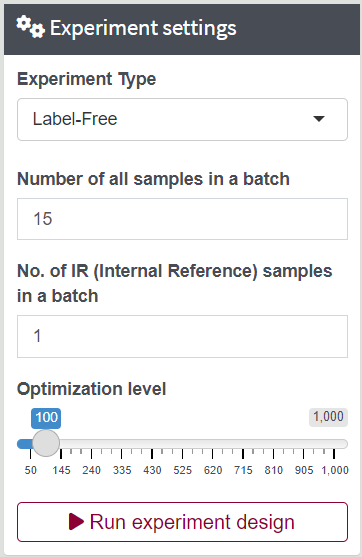 Experiment settings
Experiment Type
Label-Free
Number of all samples in a batch
15
No. of IR (Internal Reference) samples
in a batch
1
Optimization level
100 1,000
50 145 240 335 430 525 620 715 810 905 1,000
Run experiment design